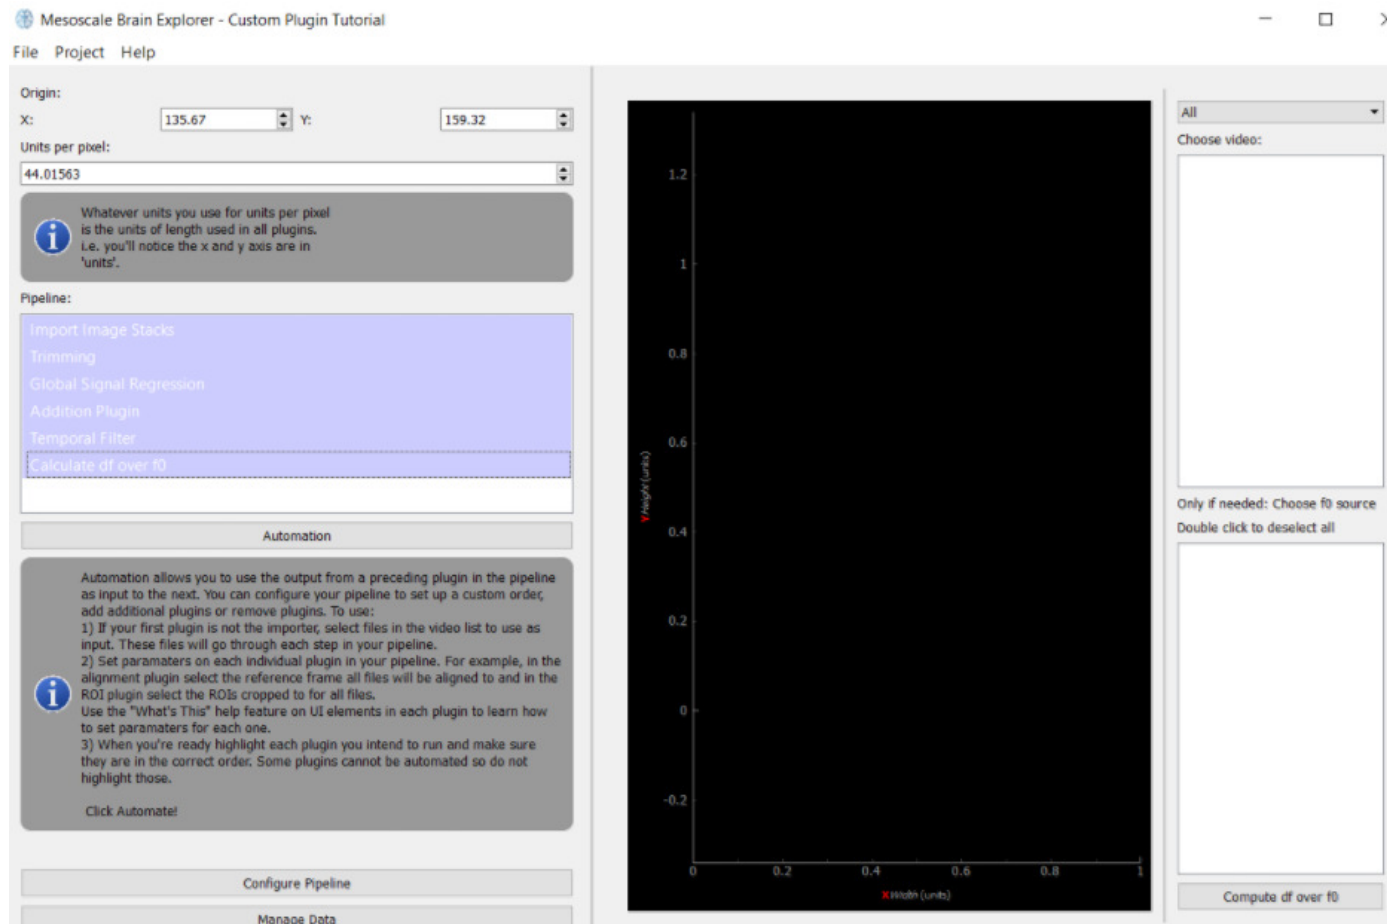 Mesoscale Brain Explorer - Custom Plugin Tutorial
File Project Help
Origin:
X: 135.67 Y: 159.32
Units per pixel:
44.01563
Whatever units you use for units per pixel
is the units of length used in all plugins.
i.e. you'll notice the x and y axis are in
'units'.
Pipeline:
Import Image Stacks
Trimming
Global Signal Regression
Addition Plugin
Temporal Filter
Calculate df over f0
Automation
Automation allows you to use the output from a preceding plugin in the pipeline
as input to the next. You can configure your pipeline to set up a custom order,
add additional plugins or remove plugins. To use:
1) If your first plugin is not the importer, select files in the video list to use as
input. These files will go through each step in your pipeline.
2) Set paramaters on each individual plugin in your pipeline. For example, in the
alignment plugin select the reference frame all files will be aligned to and in the
ROI plugin select the ROIs cropped to for all files.
Use the "What's This" help feature on UI elements in each plugin to learn how
to set paramaters for each one.
3) When you're ready highlight each plugin you intend to run and make sure
they are in the correct order. Some plugins cannot be automated so do not
highlight those.
Click Automate!
Configure Pipeline
Manage Data
1.2
1
0.8
0.6
0.4
0.2
0
-0.2
Y Height (units)
0 0.2 0.4 0.6 0.8 1
X Width (units)
All
Choose video:
Only if needed: Choose f0 source
Double click to deselect all
Compute df over f0